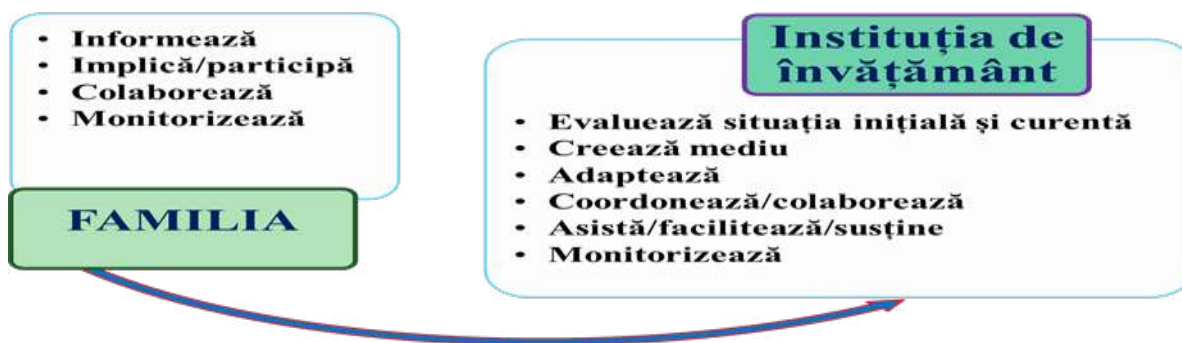 • Informează
• Implică/participă
• Colaborează
• Monitorizează
FAMILIA
Instituția de
învățământ
• Evaluează situația inițială și curentă
• Creează mediu
• Adaptează
• Coordonează/colaborează
• Asistă/facilitează/susține
• Monitorizează